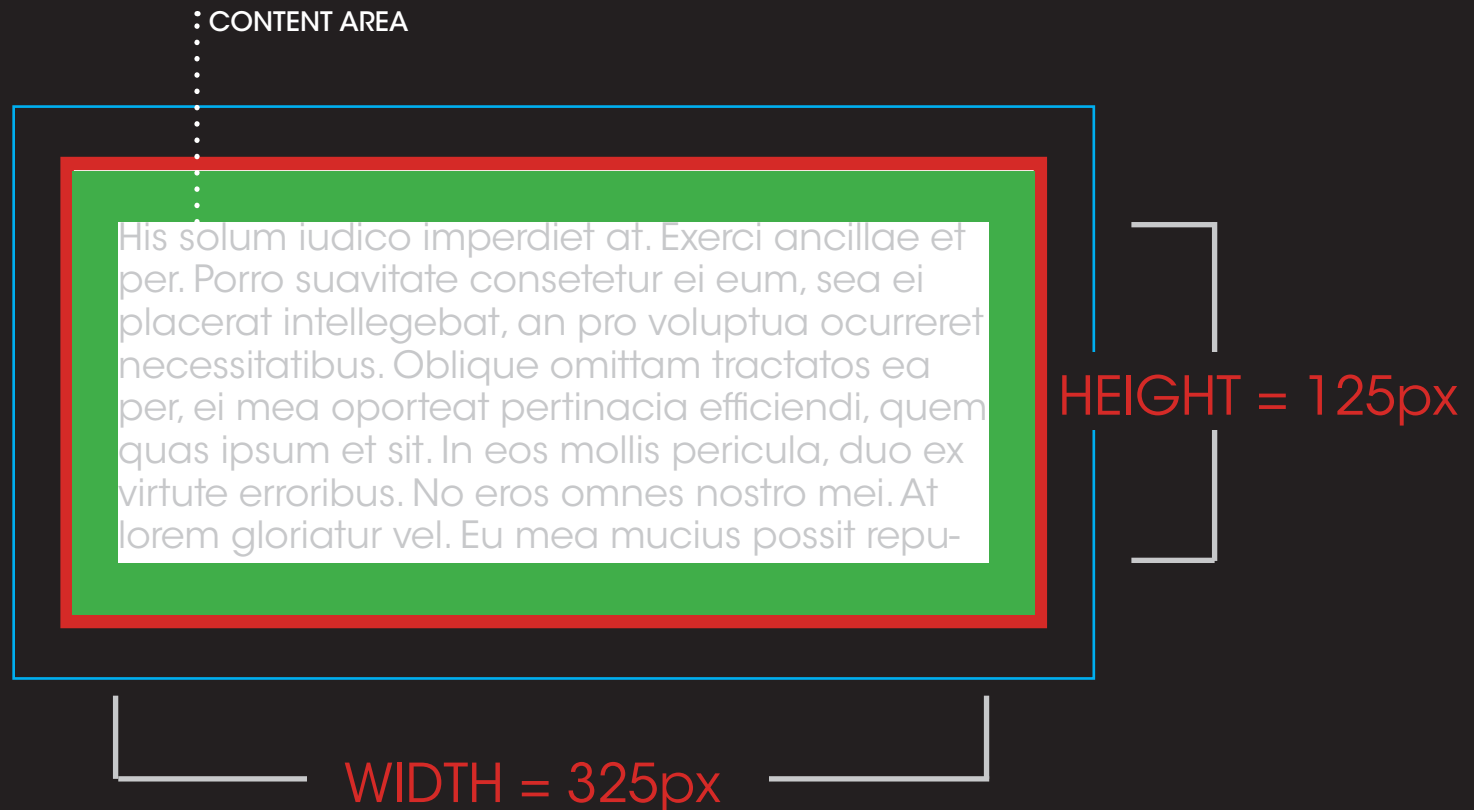 CONTENT AREA
His solum iudico imperdiet at. Exerci ancillae et
per. Porro suavitate consetetur ei eum, sea ei
placerat intellegebat, an pro voluptua ocurreret
necessitatibus. Oblique omittam tractatos ea
per, ei mea oporteat pertinacia efficiendi, quem
quas ipsum et sit. In eos mollis pericula, duo ex
virtute erroribus. No eros omnes nostro mei. At
lorem gloriatur vel. Eu mea mucius possit repu-
HEIGHT = 125px
WIDTH = 325px